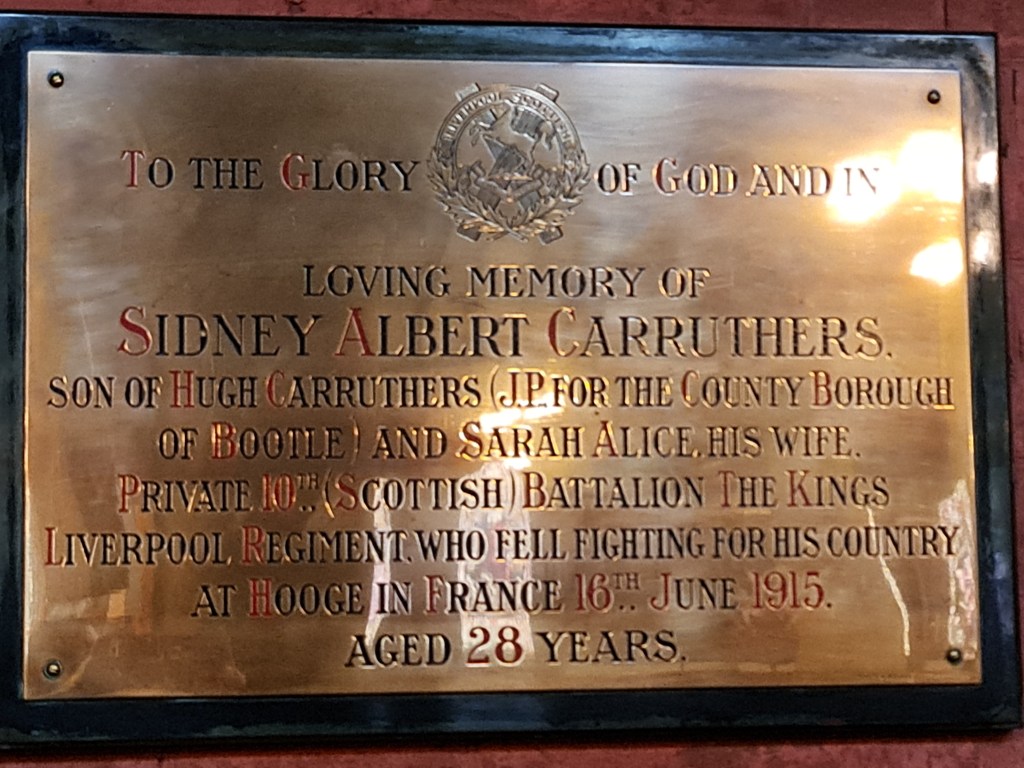 LIVERPOOL SCOTTISH
TO THE GLORY OF GOD AND IN
LOVING MEMORY OF
SIDNEY ALBERT CARRUTHERS.
SON OF HUGH CARRUTHERS (J.P. FOR THE COUNTY BOROUGH
OF BOOTLE) AND SARAH ALICE, HIS WIFE.
PRIVATE 10TH (SCOTTISH) BATTALION THE KINGS
LIVERPOOL REGIMENT, WHO FELL FIGHTING FOR HIS COUNTRY
AT HOOGE IN FRANCE 16TH JUNE 1915.
AGED 28 YEARS.